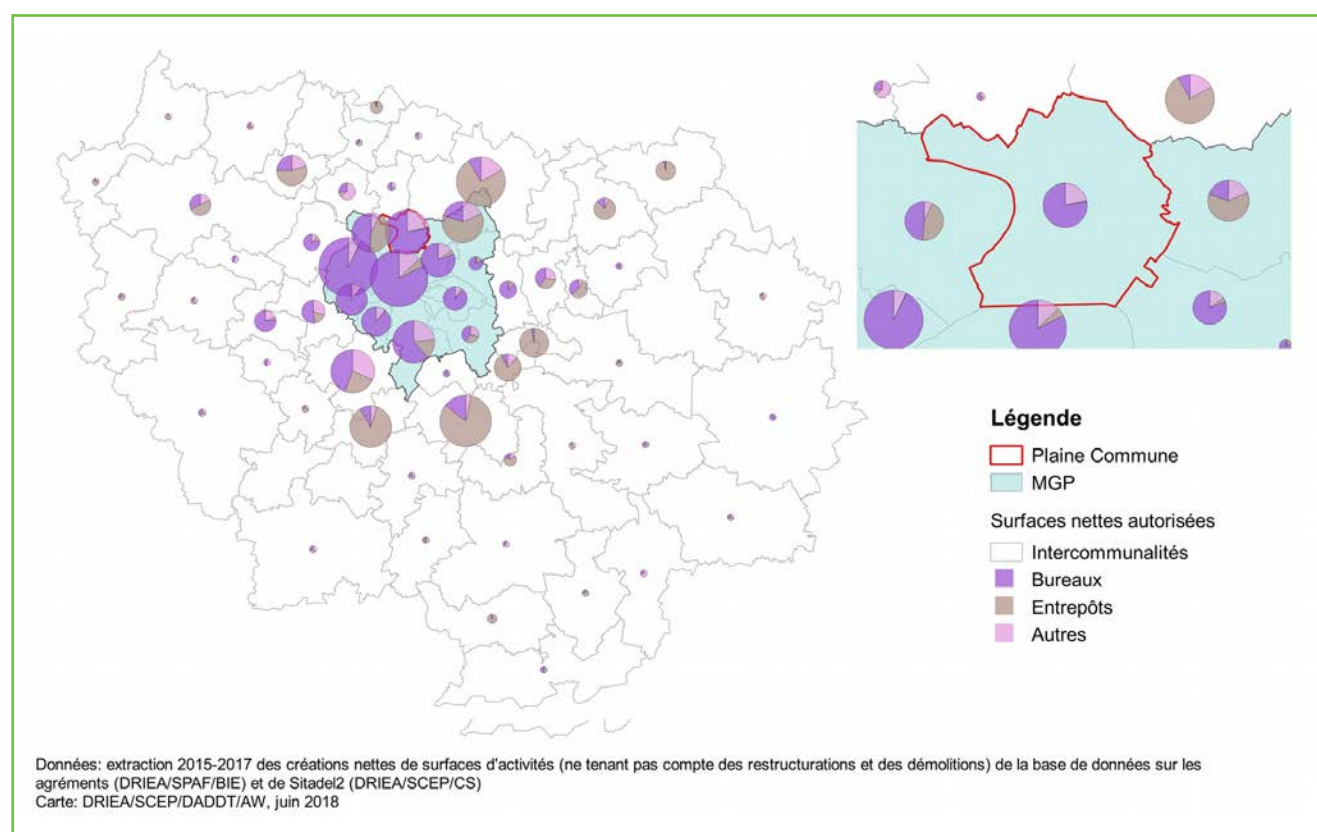 Légende
Plaine Commune
MGP
Surfaces nettes autorisées
Intercommunalités
Bureaux
Entrepôts
Autres
Données: extraction 2015-2017 des créations nettes de surfaces d'activités (ne tenant pas compte des restructurations et des démolitions) de la base de données sur les
agréments (DRIEA/SPAF/BIE) et de Sitadel2 (DRIEA/SCEP/CS)
Carte: DRIEA/SCEP/DADDT/AW, juin 2018